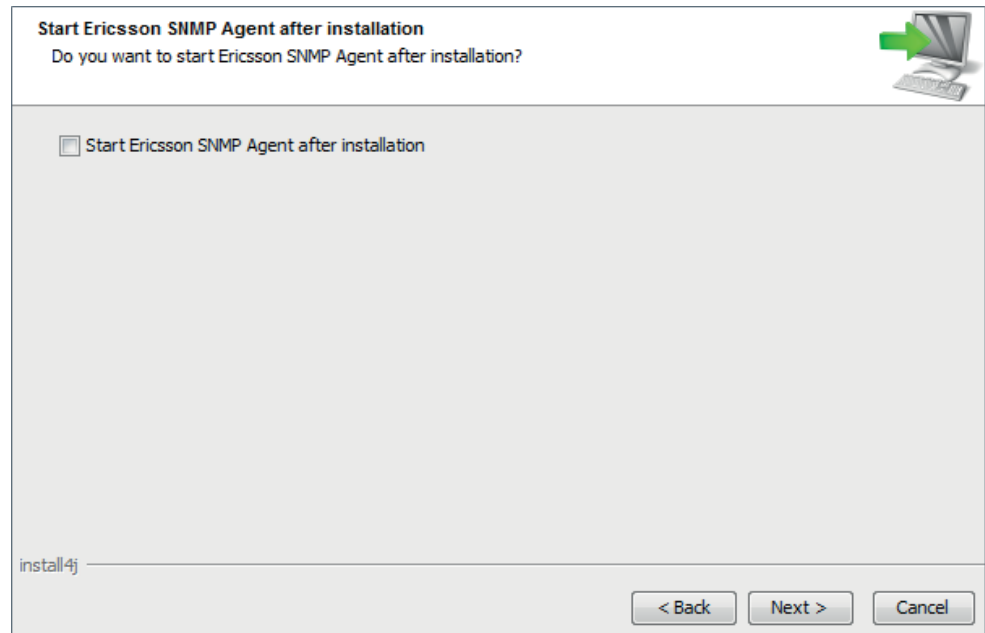 Start Ericsson SNMP Agent after installation
Do you want to start Ericsson SNMP Agent after installation?
Start Ericsson SNMP Agent after installation
install4j
< Back
Next >
Cancel